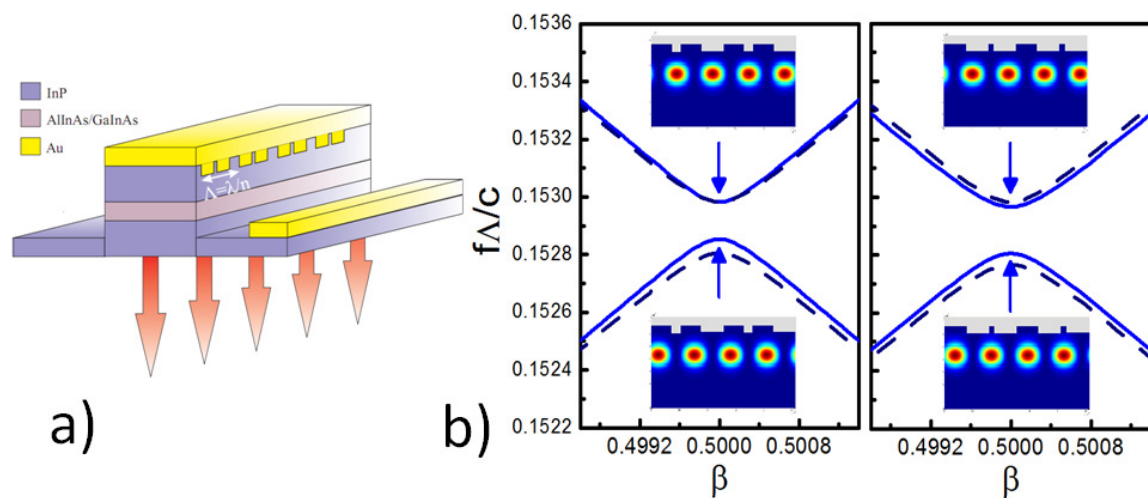 InP
AlInAs/GaInAs
Au
Λ=λ/n
a)
b)
fΛ/c
0.1536
0.1534
0.1532
0.1530
0.1528
0.1526
0.1524
0.1522
0.4992 0.5000 0.5008
β
0.4992 0.5000 0.5008
β